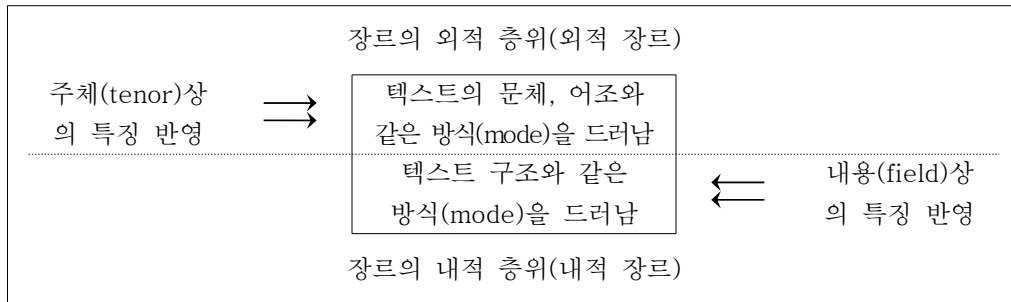 장르의 외적 층위(외적 장르)
주체(tenor)상
의 특징 반영
텍스트의 문체, 어조와
같은 방식(mode)을 드러남
텍스트 구조와 같은
방식(mode)을 드러남
내용(field)상
의 특징 반영
장르의 내적 층위(내적 장르)